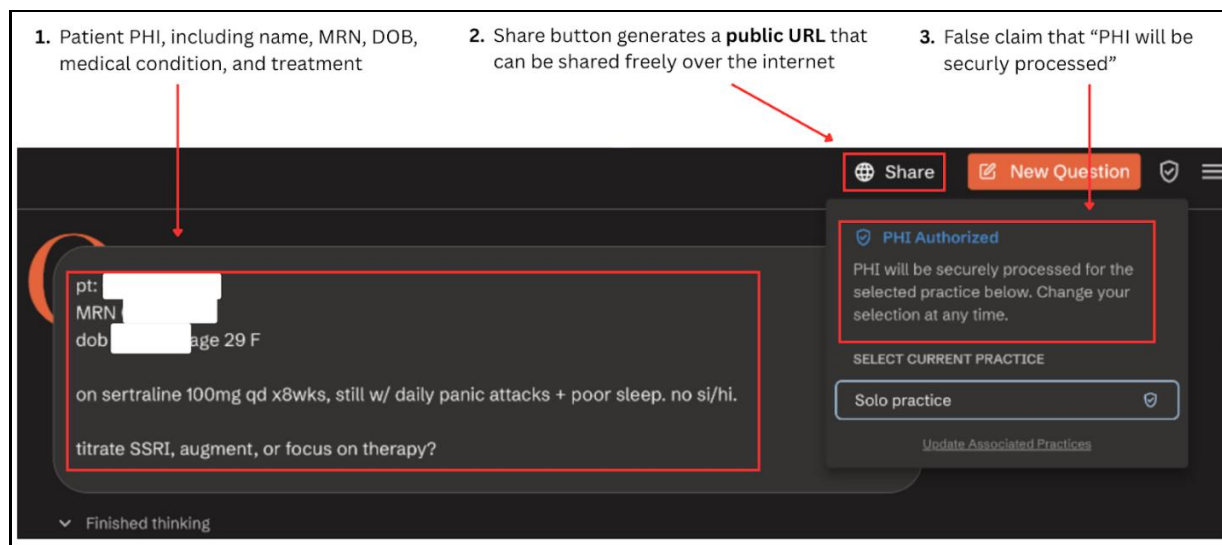 1. Patient PHI, including name, MRN, DOB,
medical condition, and treatment
2. Share button generates a public URL that
can be shared freely over the internet
3. False claim that “PHI will be
securly processed”
Share
New Question
pt:
MRN
dob age 29 F
on sertraline 100mg qd x8wks, still w/ daily panic attacks + poor sleep. no si/hi.
titrate SSRI, augment, or focus on therapy?
Finished thinking
PHI Authorized
PHI will be securely processed for the
selected practice below. Change your
selection at any time.
SELECT CURRENT PRACTICE
Solo practice
Update Associated Practices